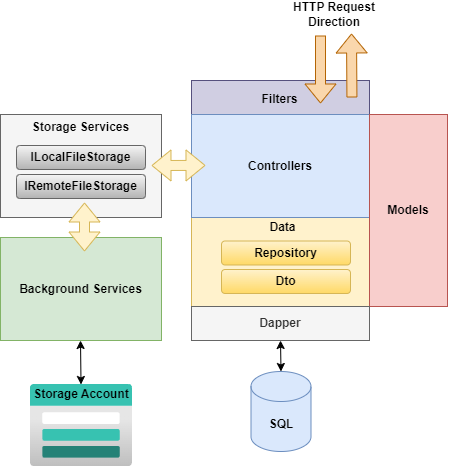 HTTP Request
Direction
Filters
Storage Services
ILocalFileStorage
IRemoteFileStorage
Controllers
Models
Data
Repository
Dto
Background Services
Dapper
Storage Account
SQL